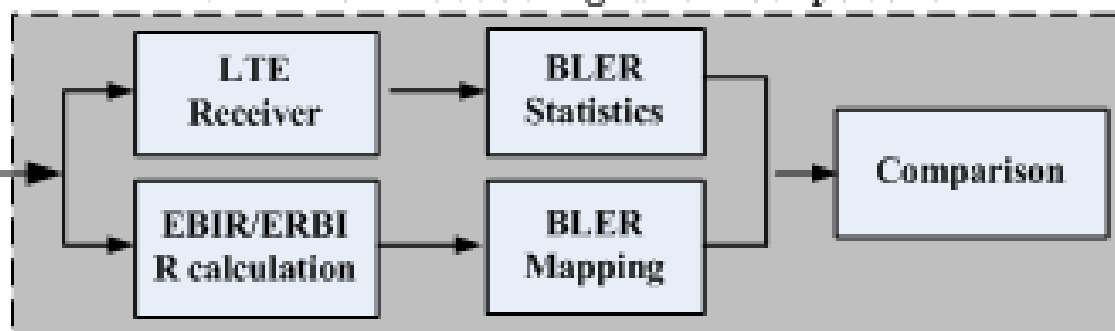 LTE
Receiver
BLER
Statistics
EBIR/ERBI
R calculation
BLER
Mapping
Comparison